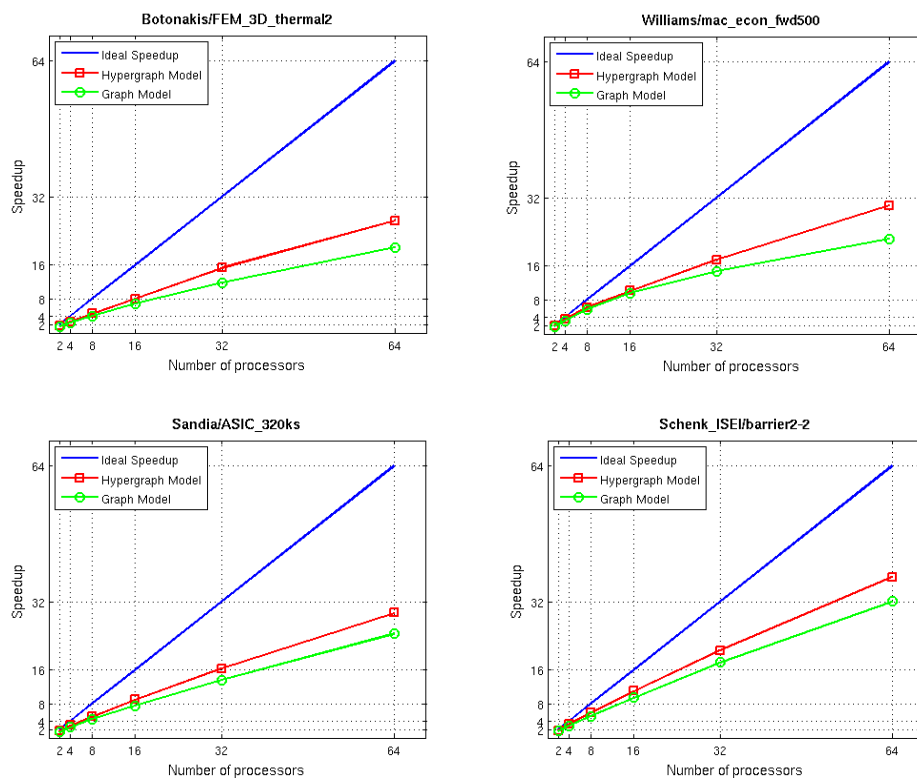 Botonakis/FEM_3D_thermal2
Ideal Speedup
Hypergraph Model
Graph Model
64
32
16
8
4
2
Speedup
2 4 8 16 32 64
Number of processors
Williams/mac_econ_fwd500
Ideal Speedup
Hypergraph Model
Graph Model
64
32
16
8
4
2
Speedup
2 4 8 16 32 64
Number of processors
Sandia/ASIC_320ks
Ideal Speedup
Hypergraph Model
Graph Model
64
32
16
8
4
2
Speedup
2 4 8 16 32 64
Number of processors
Schenk_ISEI/barrier2-2
Ideal Speedup
Hypergraph Model
Graph Model
64
32
16
8
4
2
Speedup
2 4 8 16 32 64
Number of processors